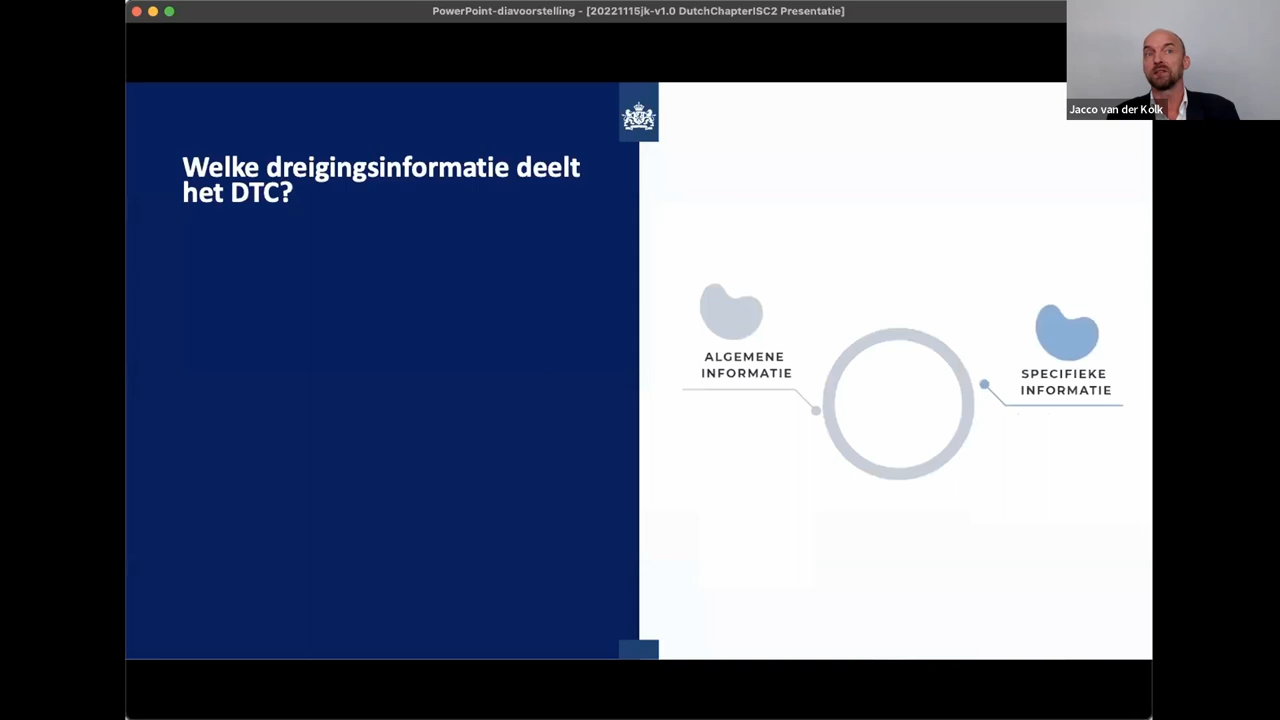 PowerPoint-diavoorstelling - [20221115jk-v1.0 DutchChapterISC2 Presentatie]
Jacco van der Kolk
Welke dreigingsinformatie deelt
het DTC?
ALGEMENE
INFORMATIE
SPECIFIEKE
INFORMATIE